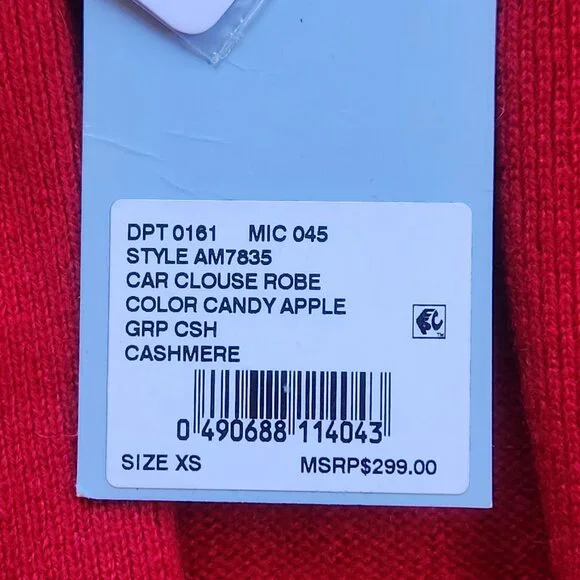 DPT 0161 MIC 045
STYLE AM7835
CAR CLOUSE ROBE
COLOR CANDY APPLE
GRP CSH
CASHMERE
0 490688 114043
SIZE XS MSRP$299.00